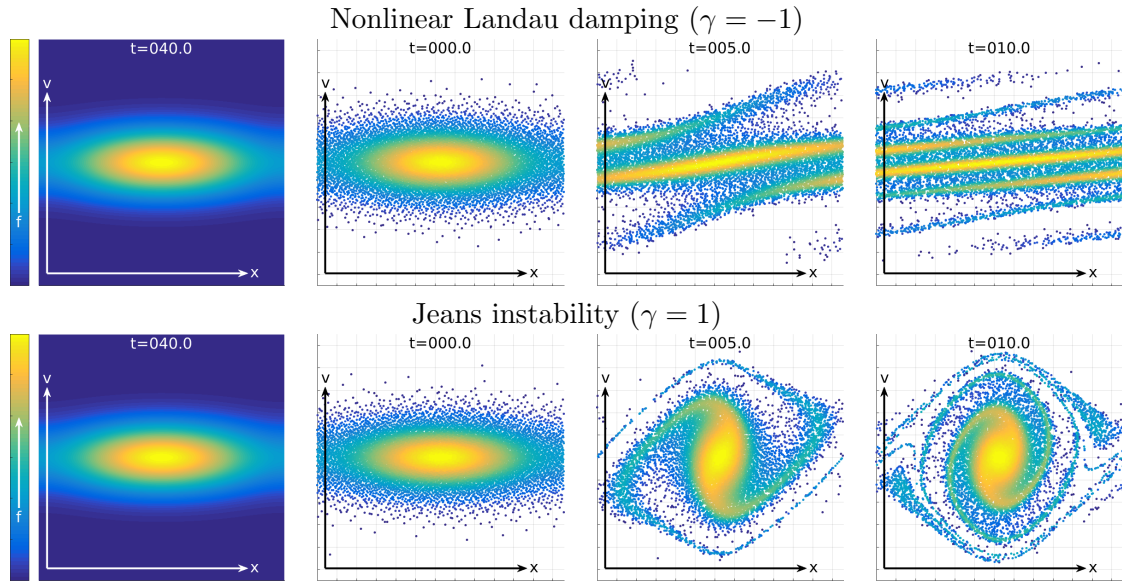 Nonlinear Landau damping (γ = −1)
t=040.0
t=000.0
t=005.0
t=010.0
v
v
v
v
f
x
x
x
x
Jeans instability (γ = 1)
t=040.0
t=000.0
t=005.0
t=010.0
v
v
v
v
f
x
x
x
x